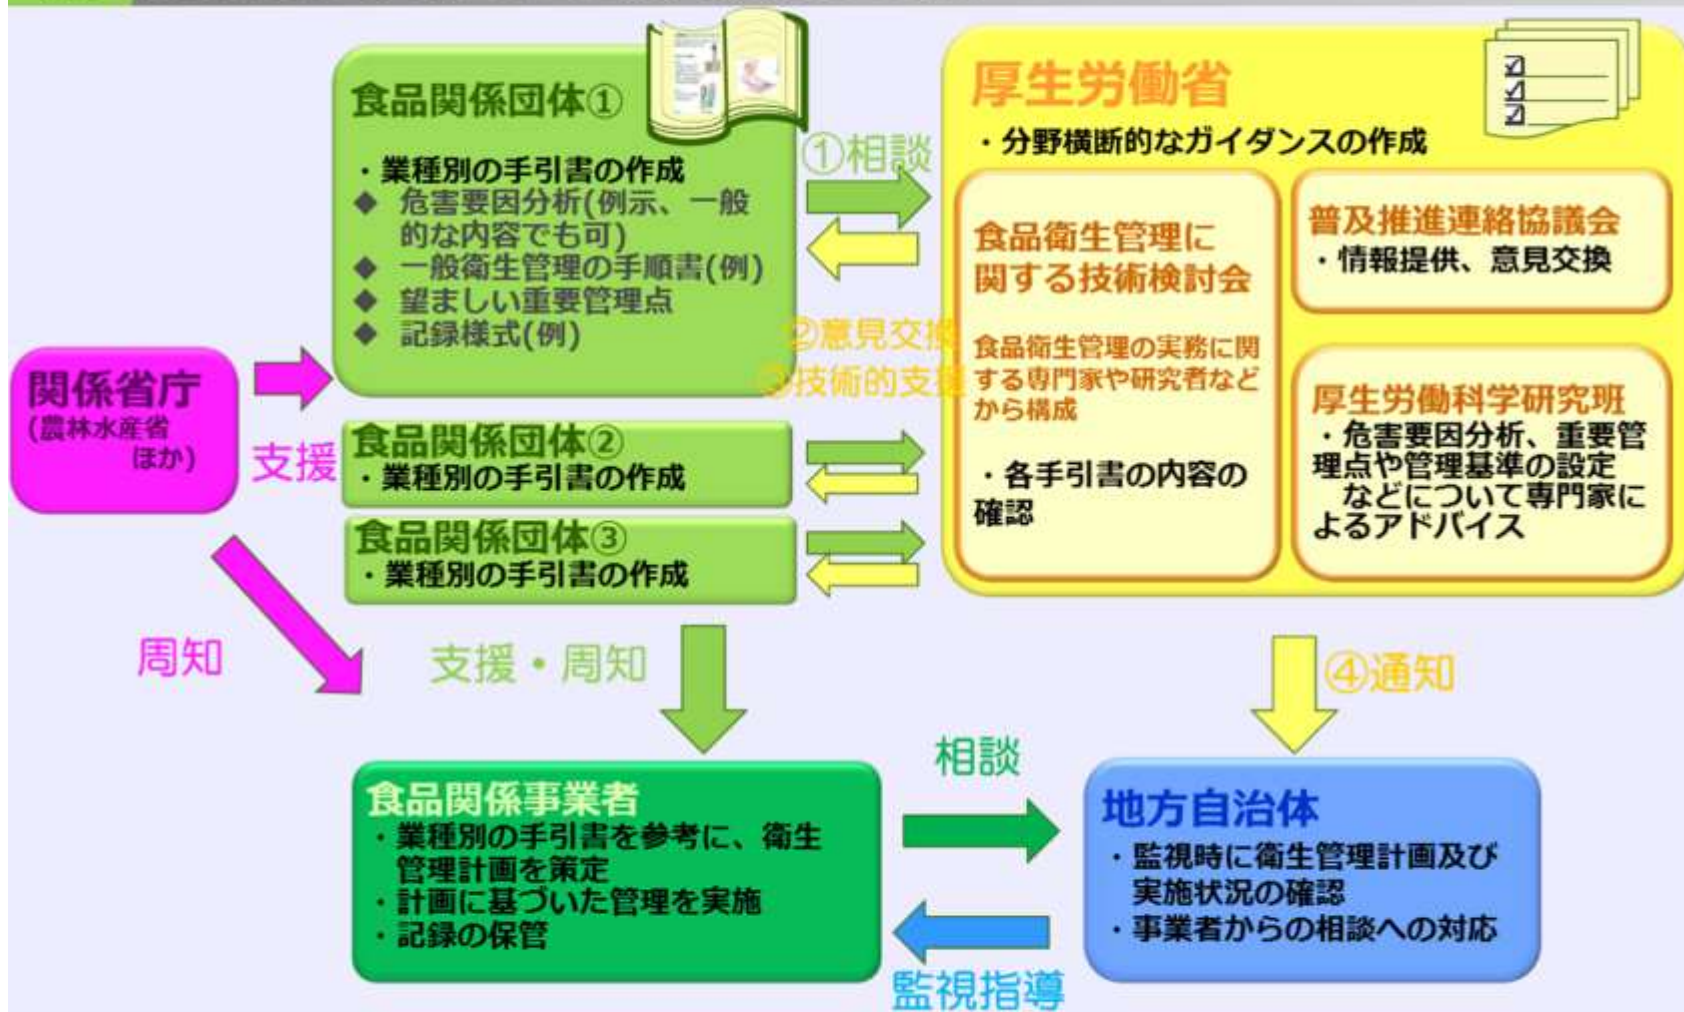 食品関係団体①
・業種別の手引書の作成
◆ 危害要因分析(例示、一般
的な内容でも可)
◆ 一般衛生管理の手順書(例)
◆ 望ましい重要管理点
◆ 記録様式(例)
①相談
②意見交換
③技術的支援
厚生労働省
・分野横断的なガイダンスの作成
食品衛生管理に
関する技術検討会
食品衛生管理の実務に関
する専門家や研究者など
から構成
・各手引書の内容の
確認
普及推進連絡協議会
・情報提供、意見交換
厚生労働科学研究班
・危害要因分析、重要管
理点や管理基準の設定
などについて専門家に
よるアドバイス
関係省庁
(農林水産省
ほか)
支援
食品関係団体②
・業種別の手引書の作成
食品関係団体③
・業種別の手引書の作成
周知
支援・周知
④通知
食品関係事業者
・業種別の手引書を参考に、衛生
管理計画を策定
・計画に基づいた管理を実施
・記録の保管
相談
監視指導
地方自治体
・監視時に衛生管理計画及び
実施状況の確認
・事業者からの相談への対応